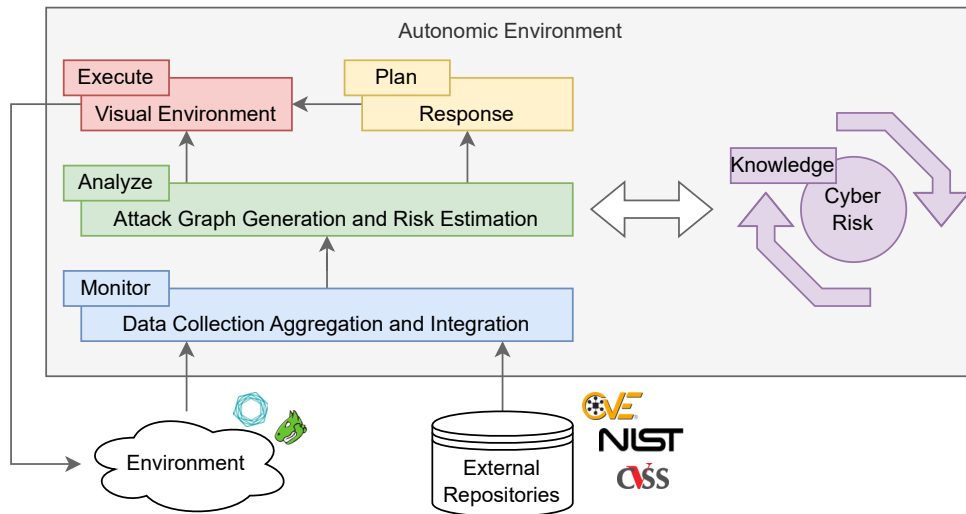 Autonomic Environment
Execute
Visual Environment
Plan
Response
Analyze
Attack Graph Generation and Risk Estimation
Knowledge
Cyber
Risk
Monitor
Data Collection Aggregation and Integration
Environment
External
Repositories
CVE
NIST
CVSS